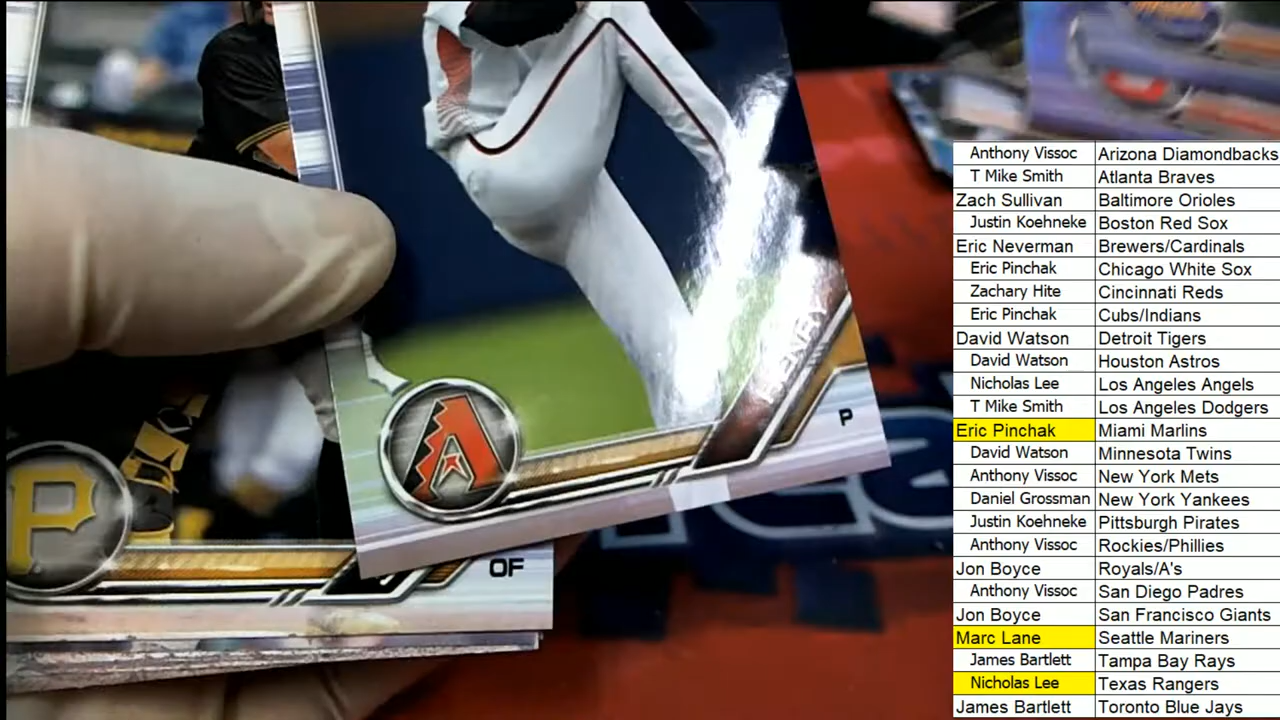 HENRY
P
P
OF
Anthony Vissoc Arizona Diamondbacks
T Mike Smith Atlanta Braves
Zach Sullivan Baltimore Orioles
Justin Koehneke Boston Red Sox
Eric Neverman Brewers/Cardinals
Eric Pinchak Chicago White Sox
Zachary Hite Cincinnati Reds
Eric Pinchak Cubs/Indians
David Watson Detroit Tigers
David Watson Houston Astros
Nicholas Lee Los Angeles Angels
T Mike Smith Los Angeles Dodgers
Eric Pinchak Miami Marlins
David Watson Minnesota Twins
Anthony Vissoc New York Mets
Daniel Grossman New York Yankees
Justin Koehneke Pittsburgh Pirates
Anthony Vissoc Rockies/Phillies
Jon Boyce Royals/A's
Anthony Vissoc San Diego Padres
Jon Boyce San Francisco Giants
Marc Lane Seattle Mariners
James Bartlett Tampa Bay Rays
Nicholas Lee Texas Rangers
James Bartlett Toronto Blue Jays